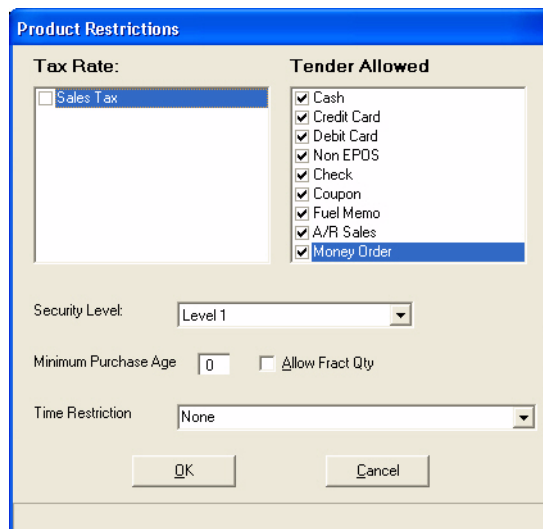 Product Restrictions
Tax Rate:
Sales Tax
Tender Allowed
Cash
Credit Card
Debit Card
Non EPOS
Check
Coupon
Fuel Memo
A/R Sales
Money Order
Security Level:
Level 1
Minimum Purchase Age 0 Allow Fract Qty
Time Restriction
None
OK Cancel